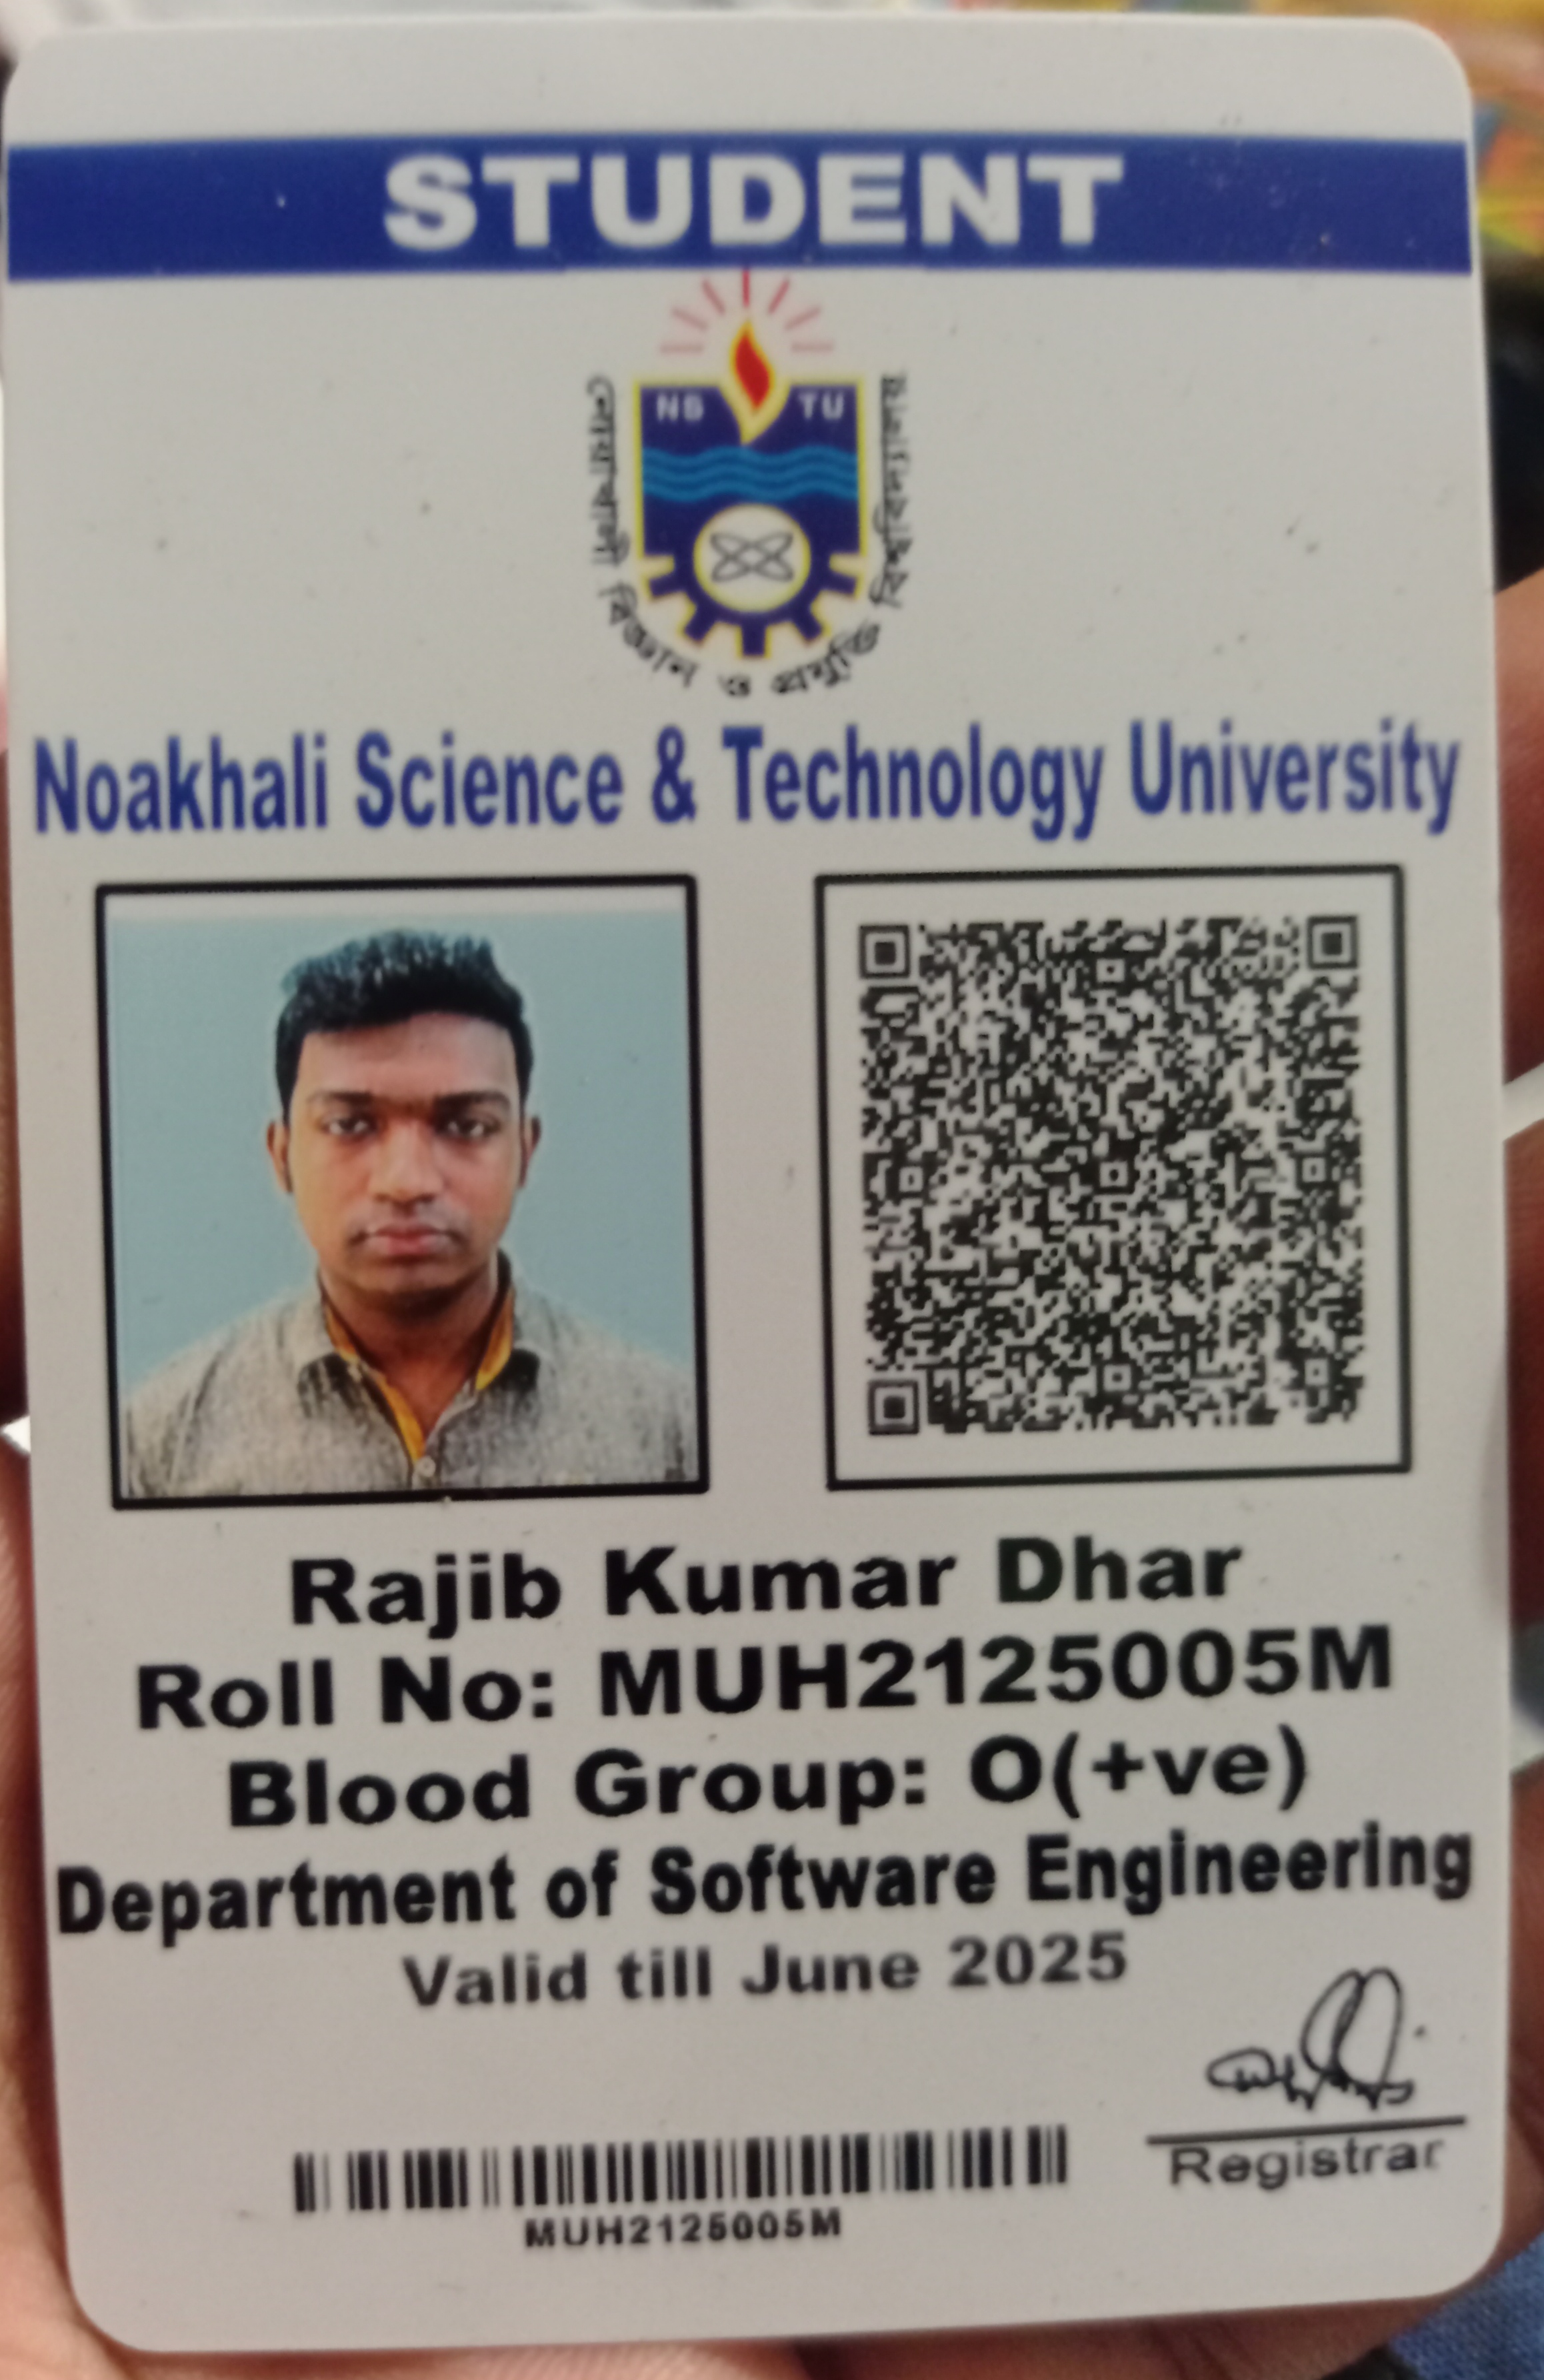 STUDENT
NS TU
নোয়াখালী বিজ্ঞান ও প্রযুক্তি বিশ্ববিদ্যালয়
Noakhali Science & Technology University
Rajib Kumar Dhar
Roll No: MUH2125005M
Blood Group: O(+ve)
Department of Software Engineering
Valid till June 2025
Registrar
MUH2125005M